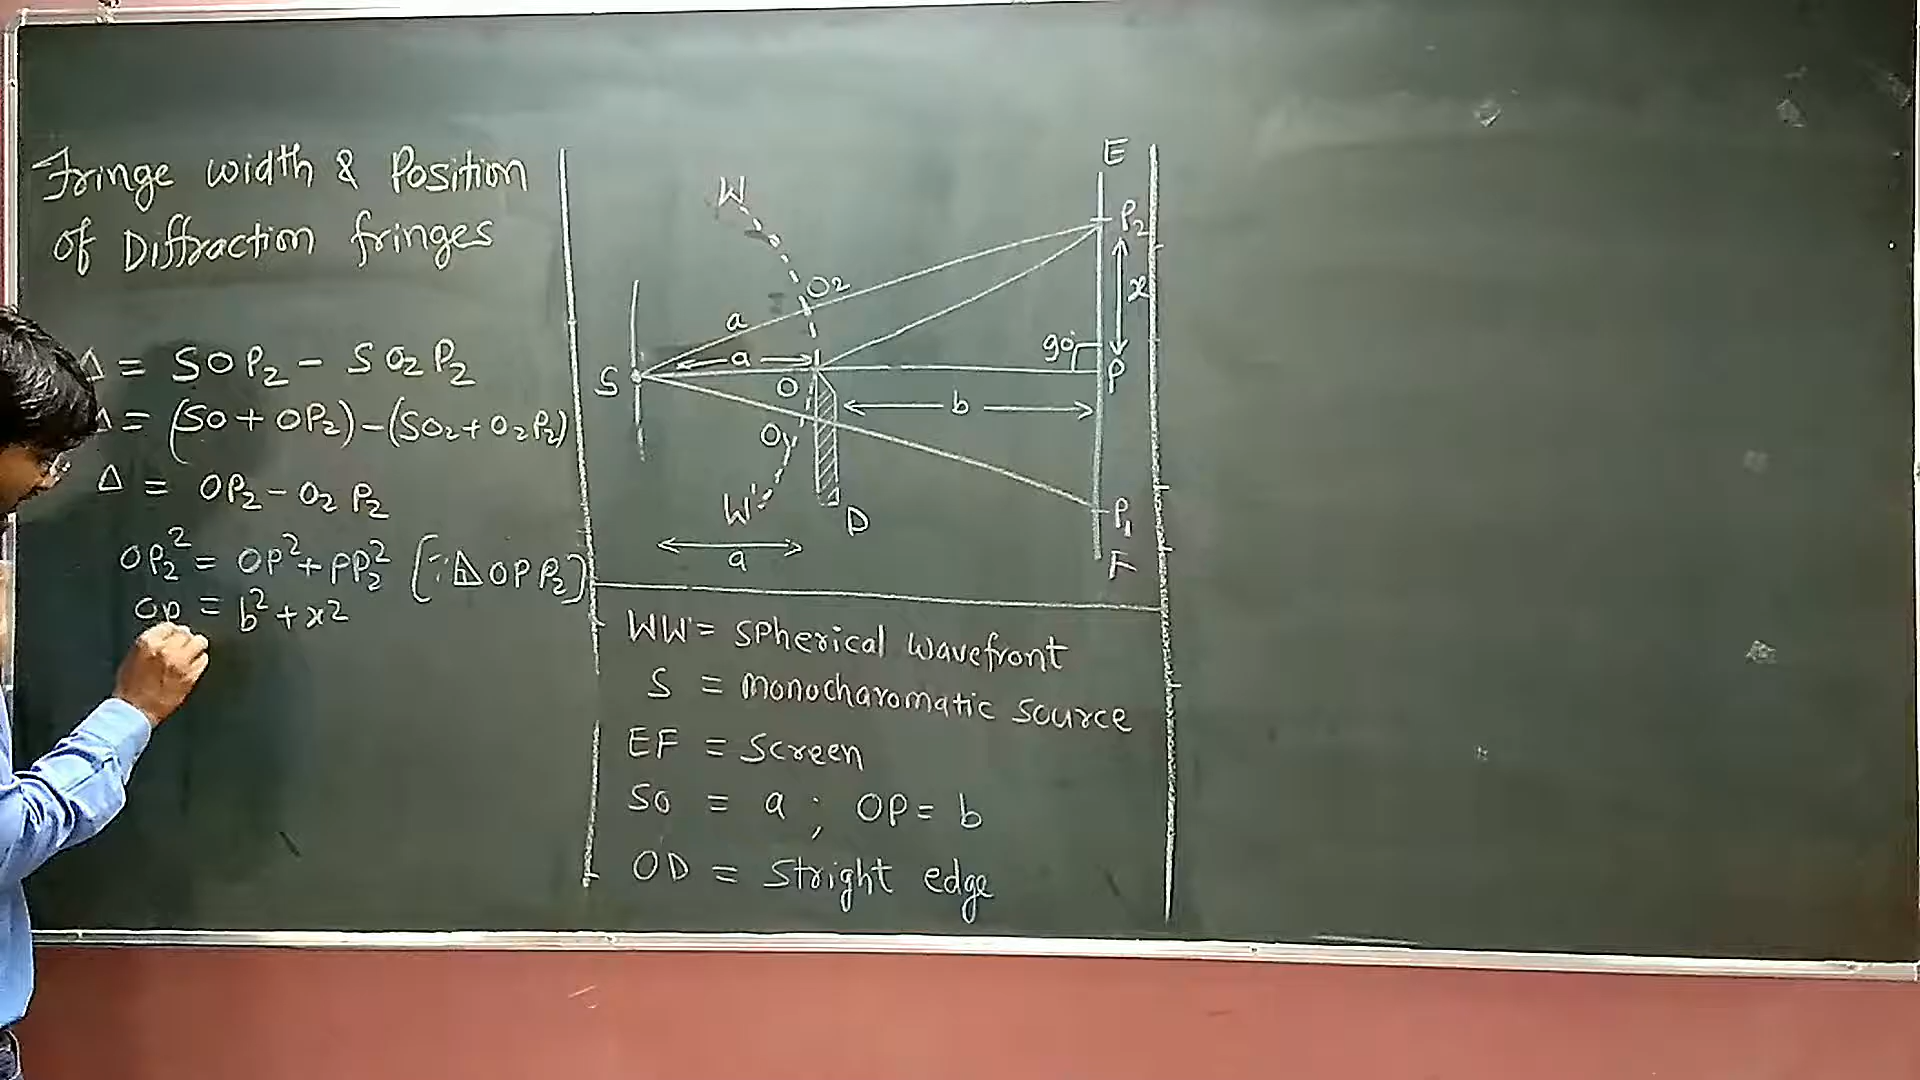 Fringe width & Position
of Diffraction fringes
Δ = SOP₂ - SO₂P₂
Δ = (SO + OP₂) - (SO₂ + O₂P₂)
Δ = OP₂ - O₂P₂
OP₂² = OP² + PP₂² [∵ ⊿OPP₂]
OP = b² + x²
W
E
P₂
O₂
x
a
a
90°
S
O
P
b
O₁
W'
D
P₁
a
F
WW' = Spherical wavefront
S = monocharomatic source
EF = Screen
SO = a ; OP = b
OD = Stright edge